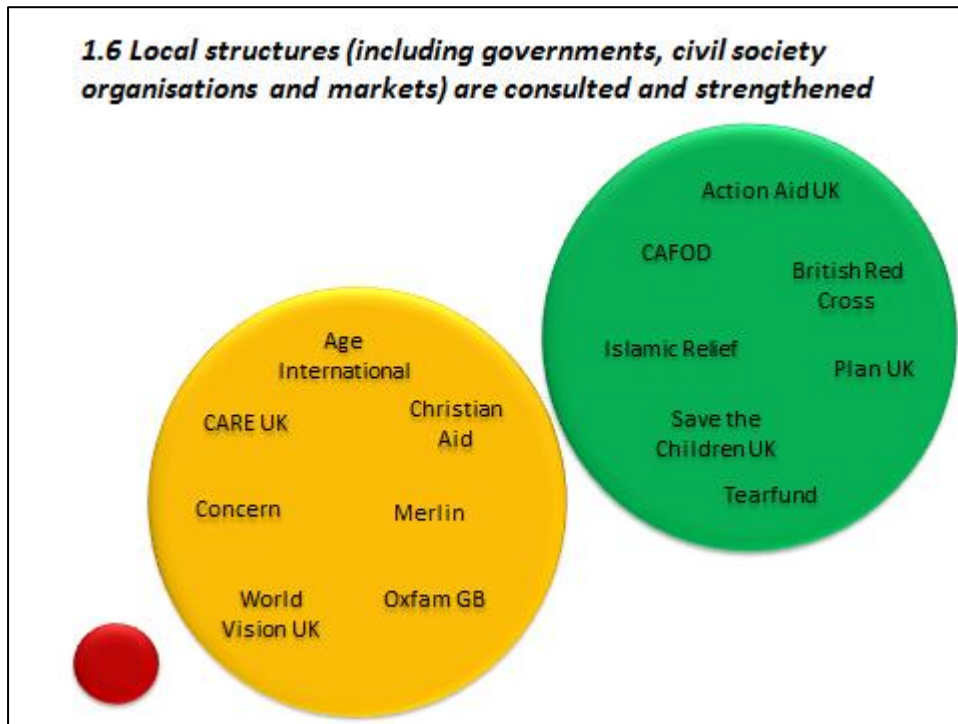 1.6 Local structures (including governments, civil society
organisations and markets) are consulted and strengthened
Action Aid UK
CAFOD
British Red
Cross
Islamic Relief
Plan UK
Save the
Children UK
Tearfund
Age
International
CARE UK
Christian
Aid
Concern
Merlin
World
Vision UK
Oxfam GB